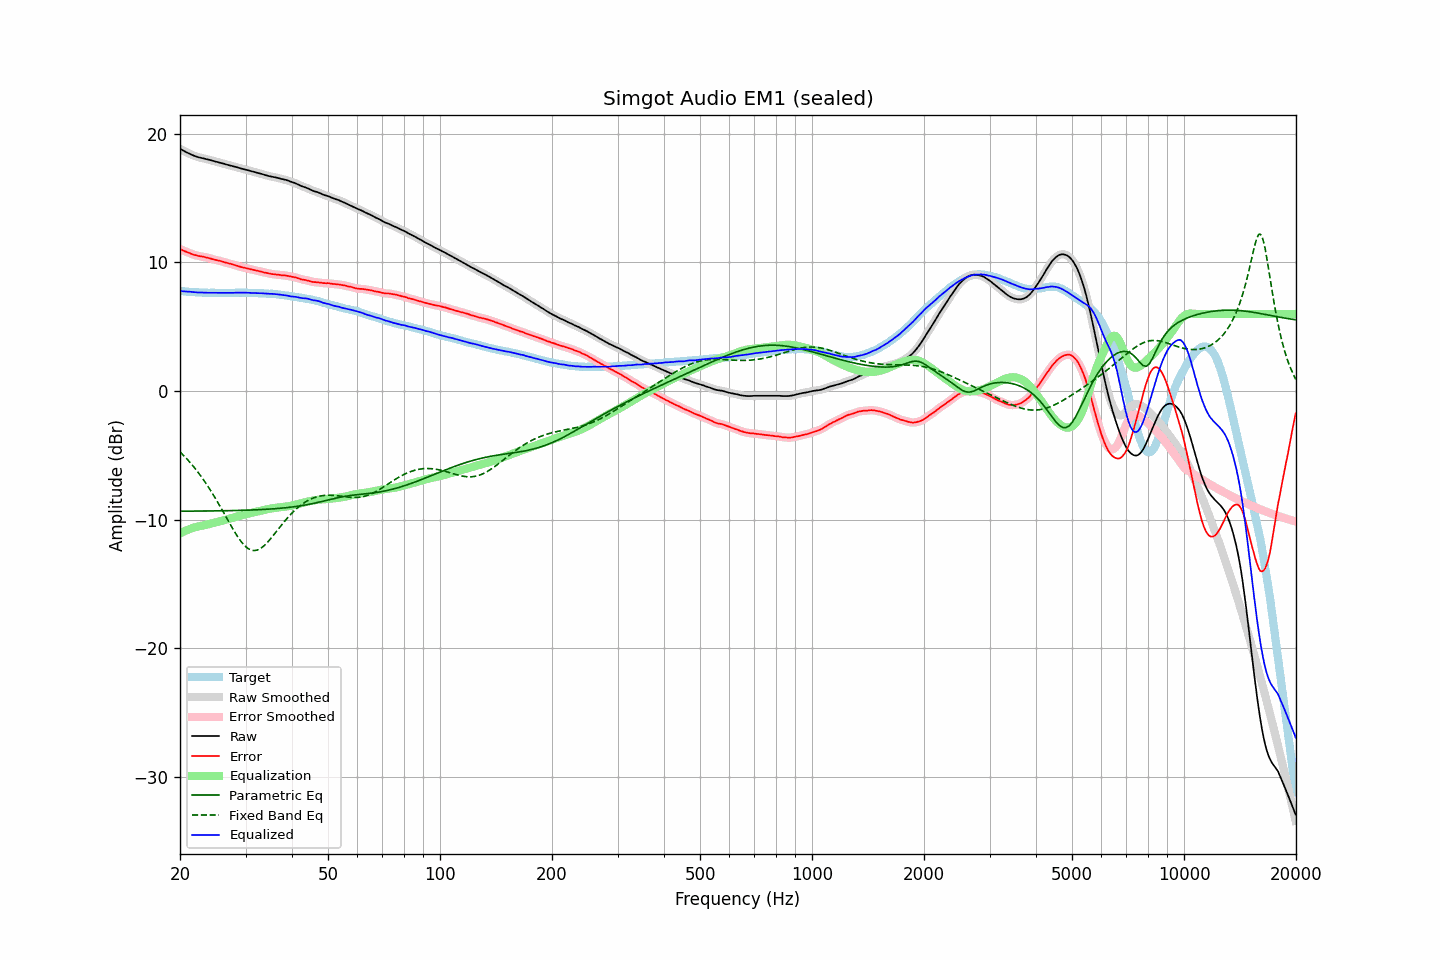 Simgot Audio EM1 (sealed)
20
10
0
−10
−20
−30
Amplitude (dBr)
Target
Raw Smoothed
Error Smoothed
Raw
Error
Equalization
Parametric Eq
Fixed Band Eq
Equalized
20 50 100 200 500 1000 2000 5000 10000 20000
Frequency (Hz)